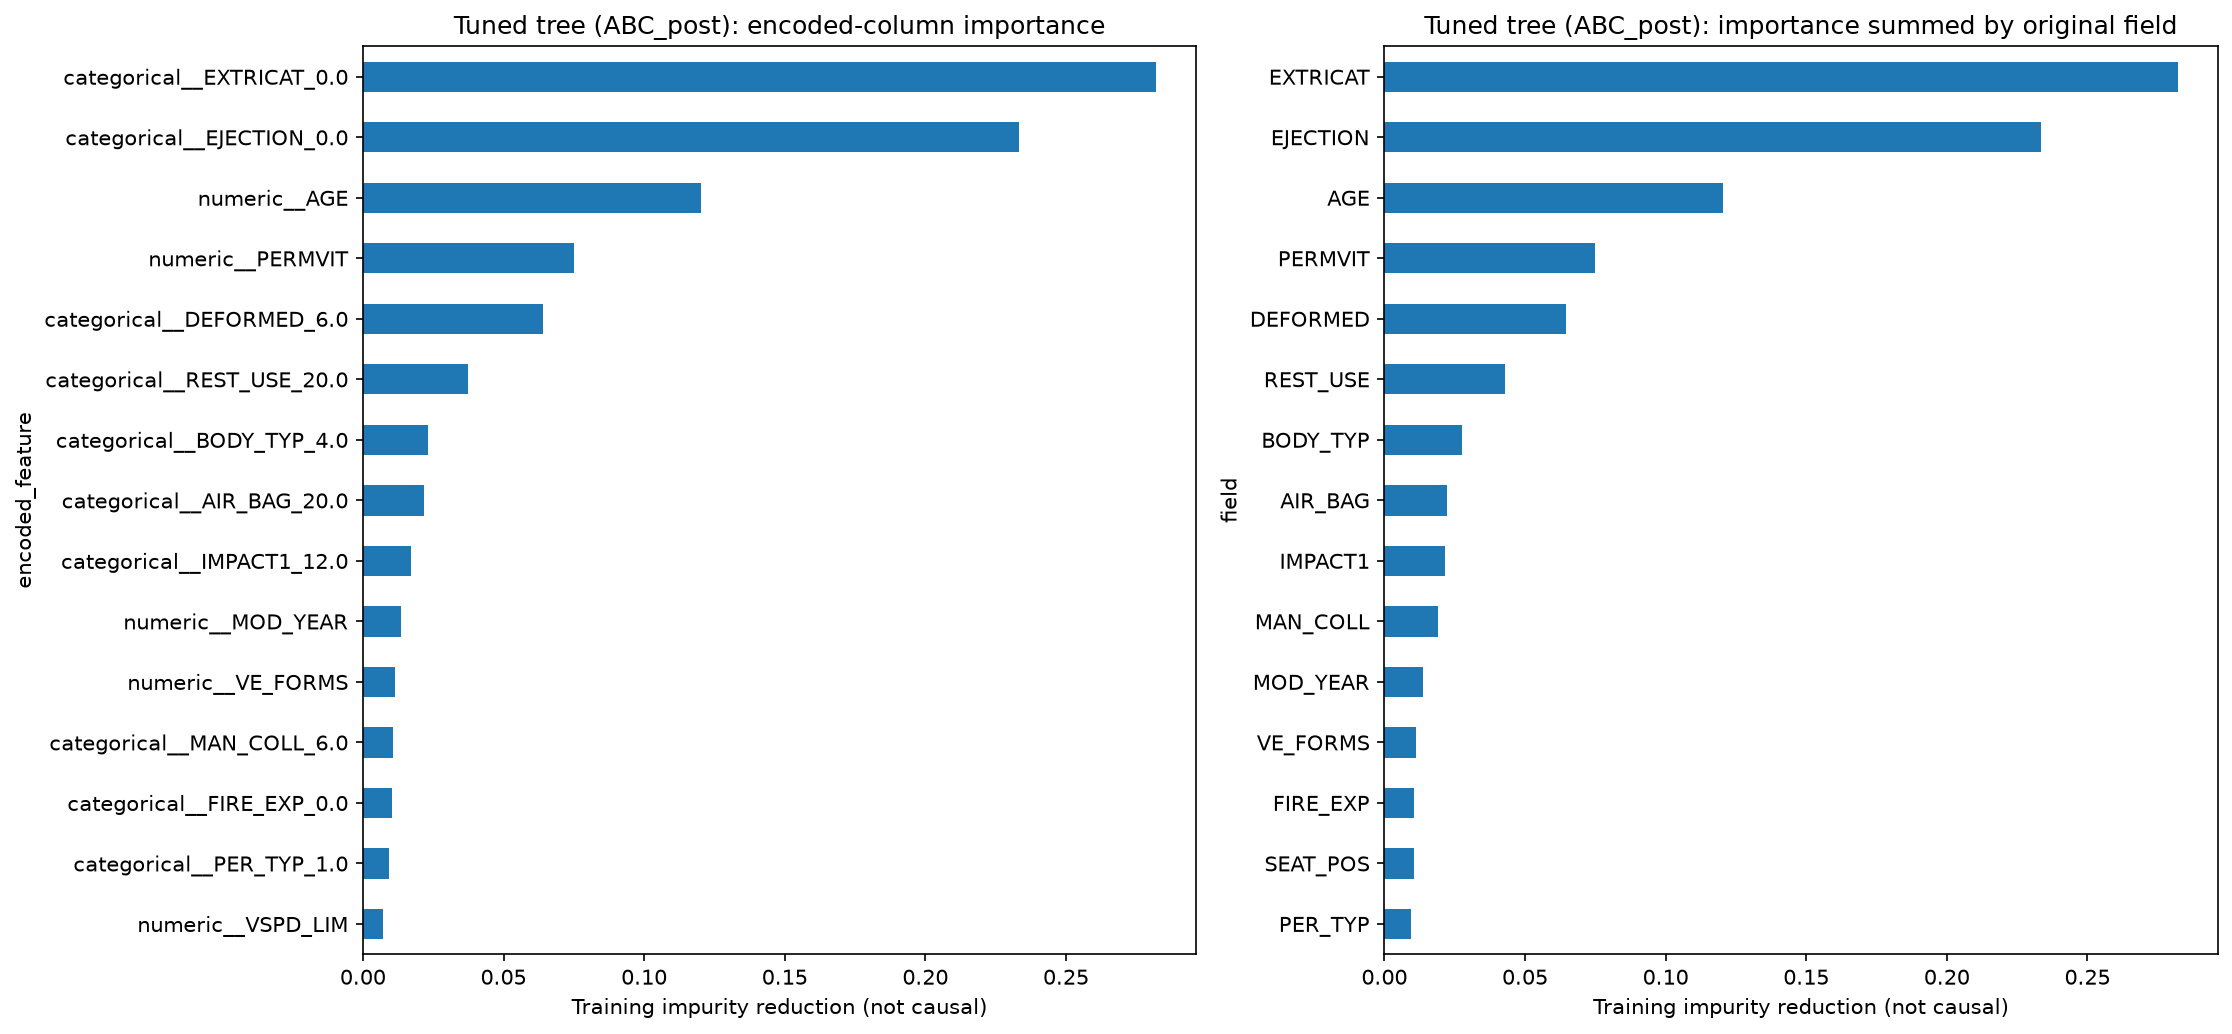 Tuned tree (ABC_post): encoded-column importance
categorical__EXTRICAT_0.0
categorical__EJECTION_0.0
numeric__AGE
numeric__PERMVIT
categorical__DEFORMED_6.0
categorical__REST_USE_20.0
categorical__BODY_TYP_4.0
categorical__AIR_BAG_20.0
categorical__IMPACT1_12.0
numeric__MOD_YEAR
numeric__VE_FORMS
categorical__MAN_COLL_6.0
categorical__FIRE_EXP_0.0
categorical__PER_TYP_1.0
numeric__VSPD_LIM
encoded_feature
0.00 0.05 0.10 0.15 0.20 0.25
Training impurity reduction (not causal)
Tuned tree (ABC_post): importance summed by original field
EXTRICAT
EJECTION
AGE
PERMVIT
DEFORMED
REST_USE
BODY_TYP
AIR_BAG
IMPACT1
MAN_COLL
MOD_YEAR
VE_FORMS
FIRE_EXP
SEAT_POS
PER_TYP
field
0.00 0.05 0.10 0.15 0.20 0.25
Training impurity reduction (not causal)